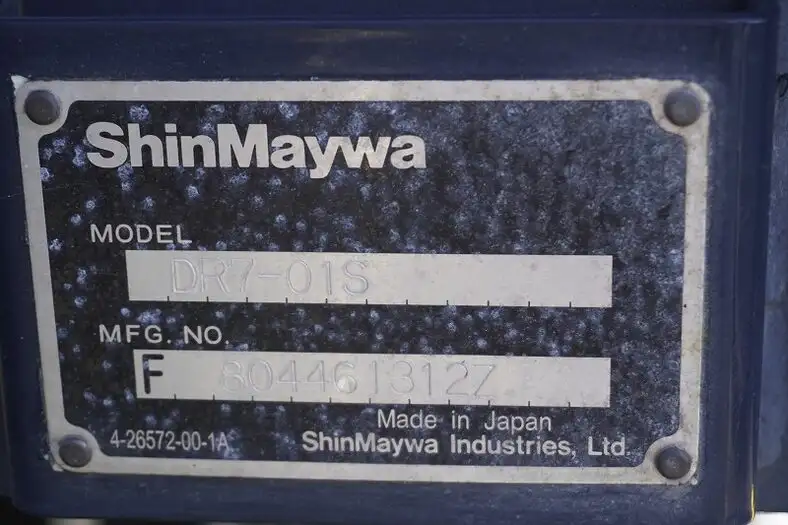 ShinMaywa
MODEL
DR7-01S
MFG. NO.
F 804461312Z
Made in Japan
4-26572-00-1A ShinMaywa Industries, Ltd.